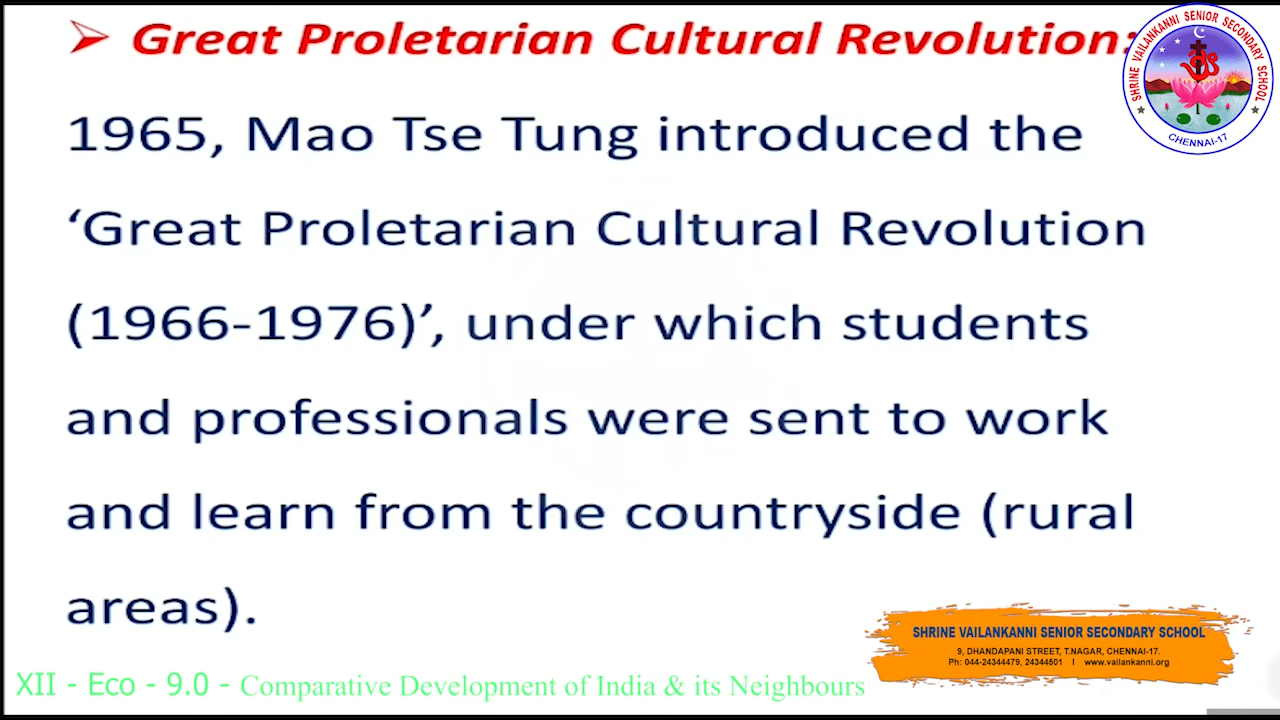 Great Proletarian Cultural Revolution:
1965, Mao Tse Tung introduced the
‘Great Proletarian Cultural Revolution
(1966-1976)’, under which students
and professionals were sent to work
and learn from the countryside (rural
areas).
SHRINE VAILANKANNI SENIOR SECONDARY SCHOOL
CHENNAI-17
SHRINE VAILANKANNI SENIOR SECONDARY SCHOOL
9, DHANDAPANI STREET, T.NAGAR, CHENNAI-17.
Ph: 044-24344479, 24344501 I www.vailankanni.org
XII - Eco - 9.0 - Comparative Development of India & its Neighbours